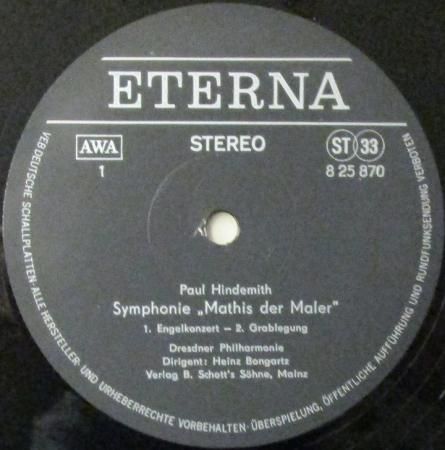 ETERNA
AWA
STEREO
ST 33
1
8 25 870
Paul Hindemith
Symphonie „Mathis der Maler"
1. Engelkonzert – 2. Grablegung
Dresdner Philharmonie
Dirigent: Heinz Bongartz
Verlag B. Schott's Söhne, Mainz
VEB DEUTSCHE SCHALLPLATTEN · ALLE HERSTELLER- UND URHEBERRECHTE VORBEHALTEN · ÜBERSPIELUNG, ÖFFENTLICHE AUFFÜHRUNG UND RUNDFUNKSENDUNG VERBOTEN